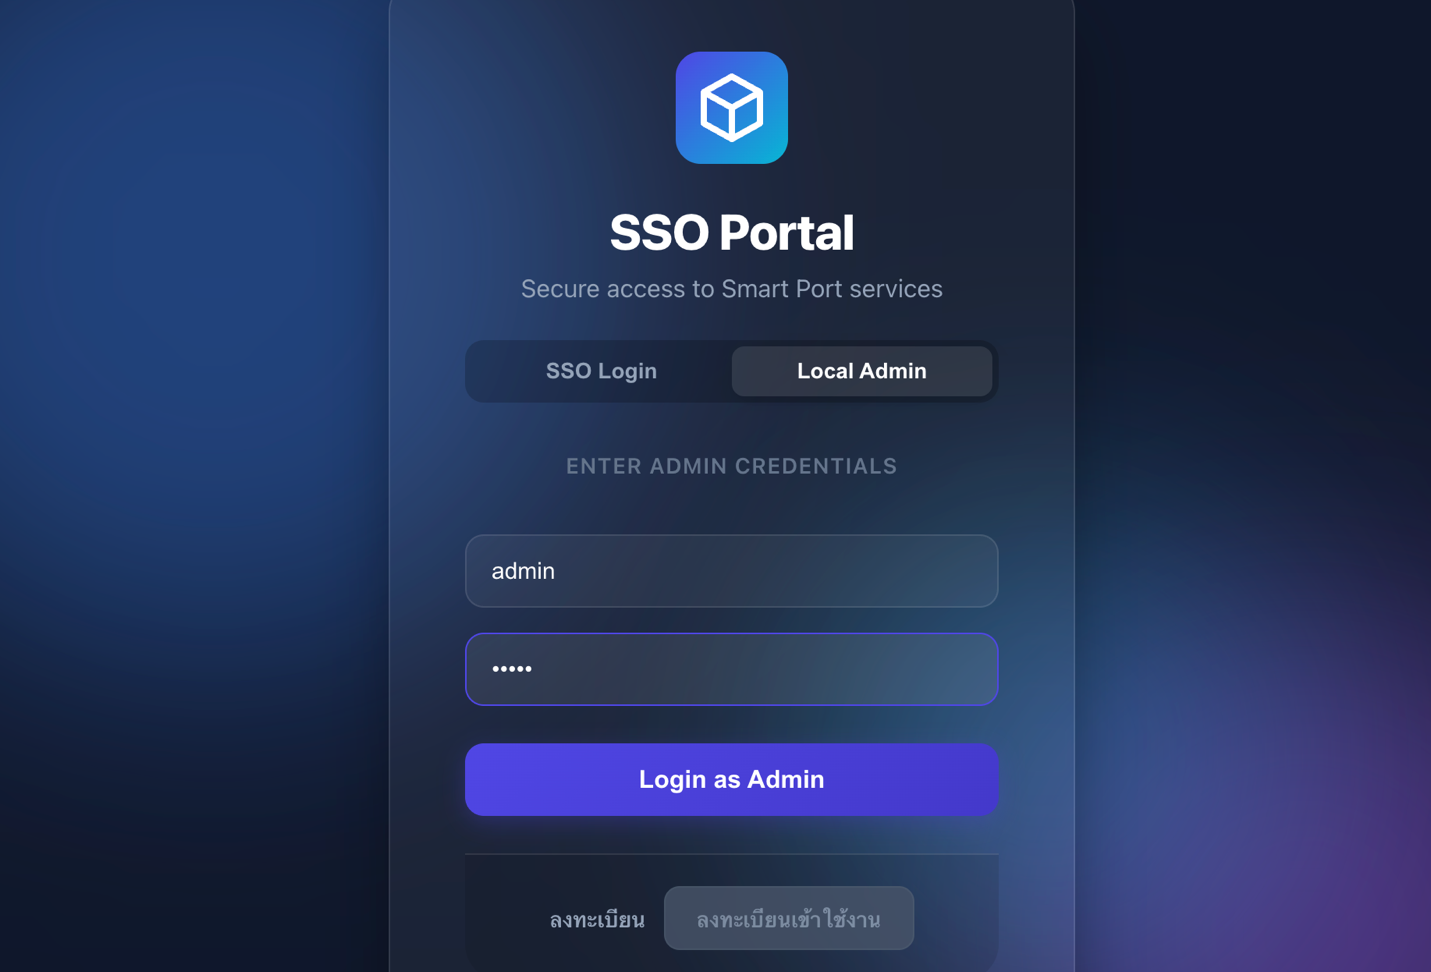 SSO Portal
Secure access to Smart Port services
SSO Login
Local Admin
ENTER ADMIN CREDENTIALS
admin
•••••
Login as Admin
ลงทะเบียน
ลงทะเบียนเข้าใช้งาน